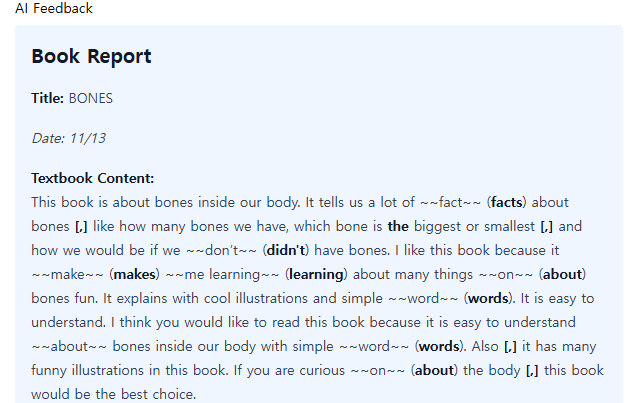 AI Feedback
Book Report
Title: BONES
Date: 11/13
Textbook Content:
This book is about bones inside our body. It tells us a lot of ~~fact~~ (facts) about
bones [,] like how many bones we have, which bone is the biggest or smallest [,] and
how we would be if we ~~don't~~ (didn't) have bones. I like this book because it
~~make~~ (makes) ~~me learning~~ (learning) about many things ~~on~~ (about)
bones fun. It explains with cool illustrations and simple ~~word~~ (words). It is easy to
understand. I think you would like to read this book because it is easy to understand
~~about~~ bones inside our body with simple ~~word~~ (words). Also [,] it has many
funny illustrations in this book. If you are curious ~~on~~ (about) the body [,] this book
would be the best choice.